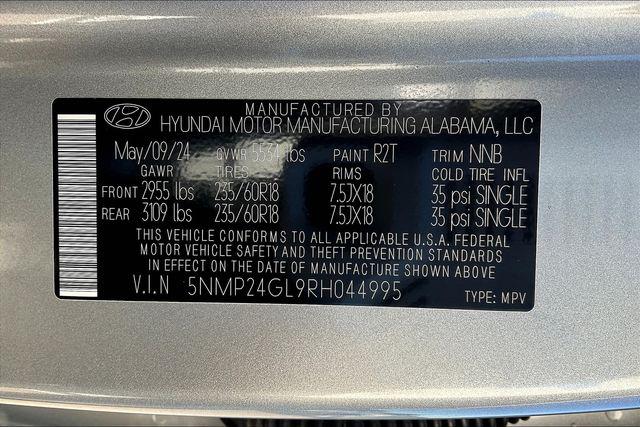 MANUFACTURED BY
HYUNDAI MOTOR MANUFACTURING ALABAMA, LLC
May/09/24 GVWR 5534 lbs PAINT R2T TRIM NNB
GAWR TIRES RIMS COLD TIRE INFL
FRONT 2955 lbs 235/60R18 7.5JX18 35 psi SINGLE
REAR 3109 lbs 235/60R18 7.5JX18 35 psi SINGLE
THIS VEHICLE CONFORMS TO ALL APPLICABLE U.S.A. FEDERAL
MOTOR VEHICLE SAFETY AND THEFT PREVENTION STANDARDS
IN EFFECT ON THE DATE OF MANUFACTURE SHOWN ABOVE
V.I.N 5NMP24GL9RH044995 TYPE: MPV